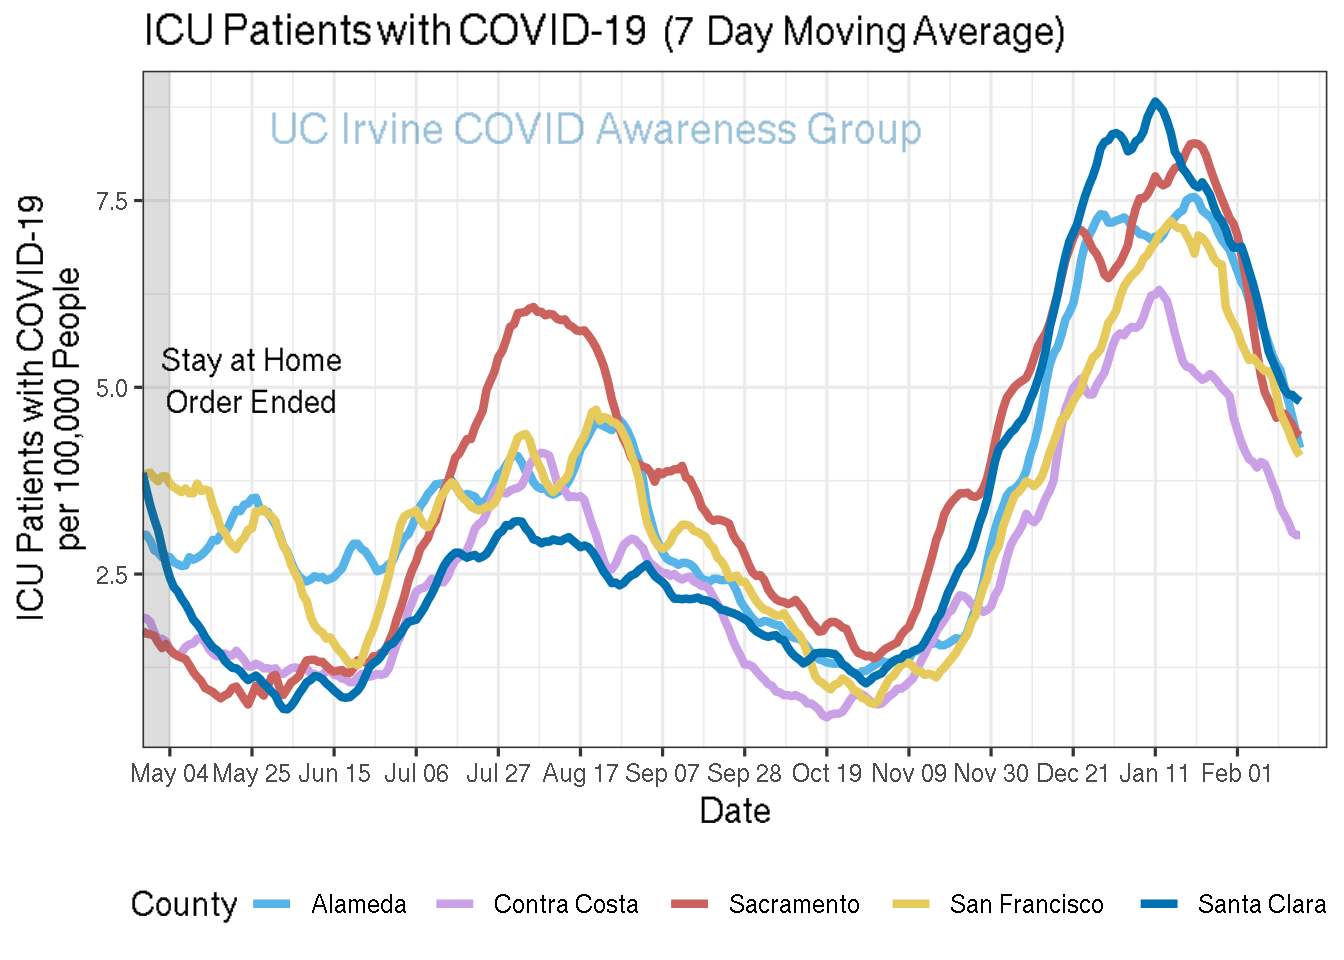 ICU Patients with COVID-19 (7 Day Moving Average)
UC Irvine COVID Awareness Group
ICU Patients with COVID-19
per 100,000 People
7.5
5.0
2.5
Stay at Home
Order Ended
May 04 May 25 Jun 15 Jul 06 Jul 27 Aug 17 Sep 07 Sep 28 Oct 19 Nov 09 Nov 30 Dec 21 Jan 11 Feb 01
Date
County Alameda Contra Costa Sacramento San Francisco Santa Clara